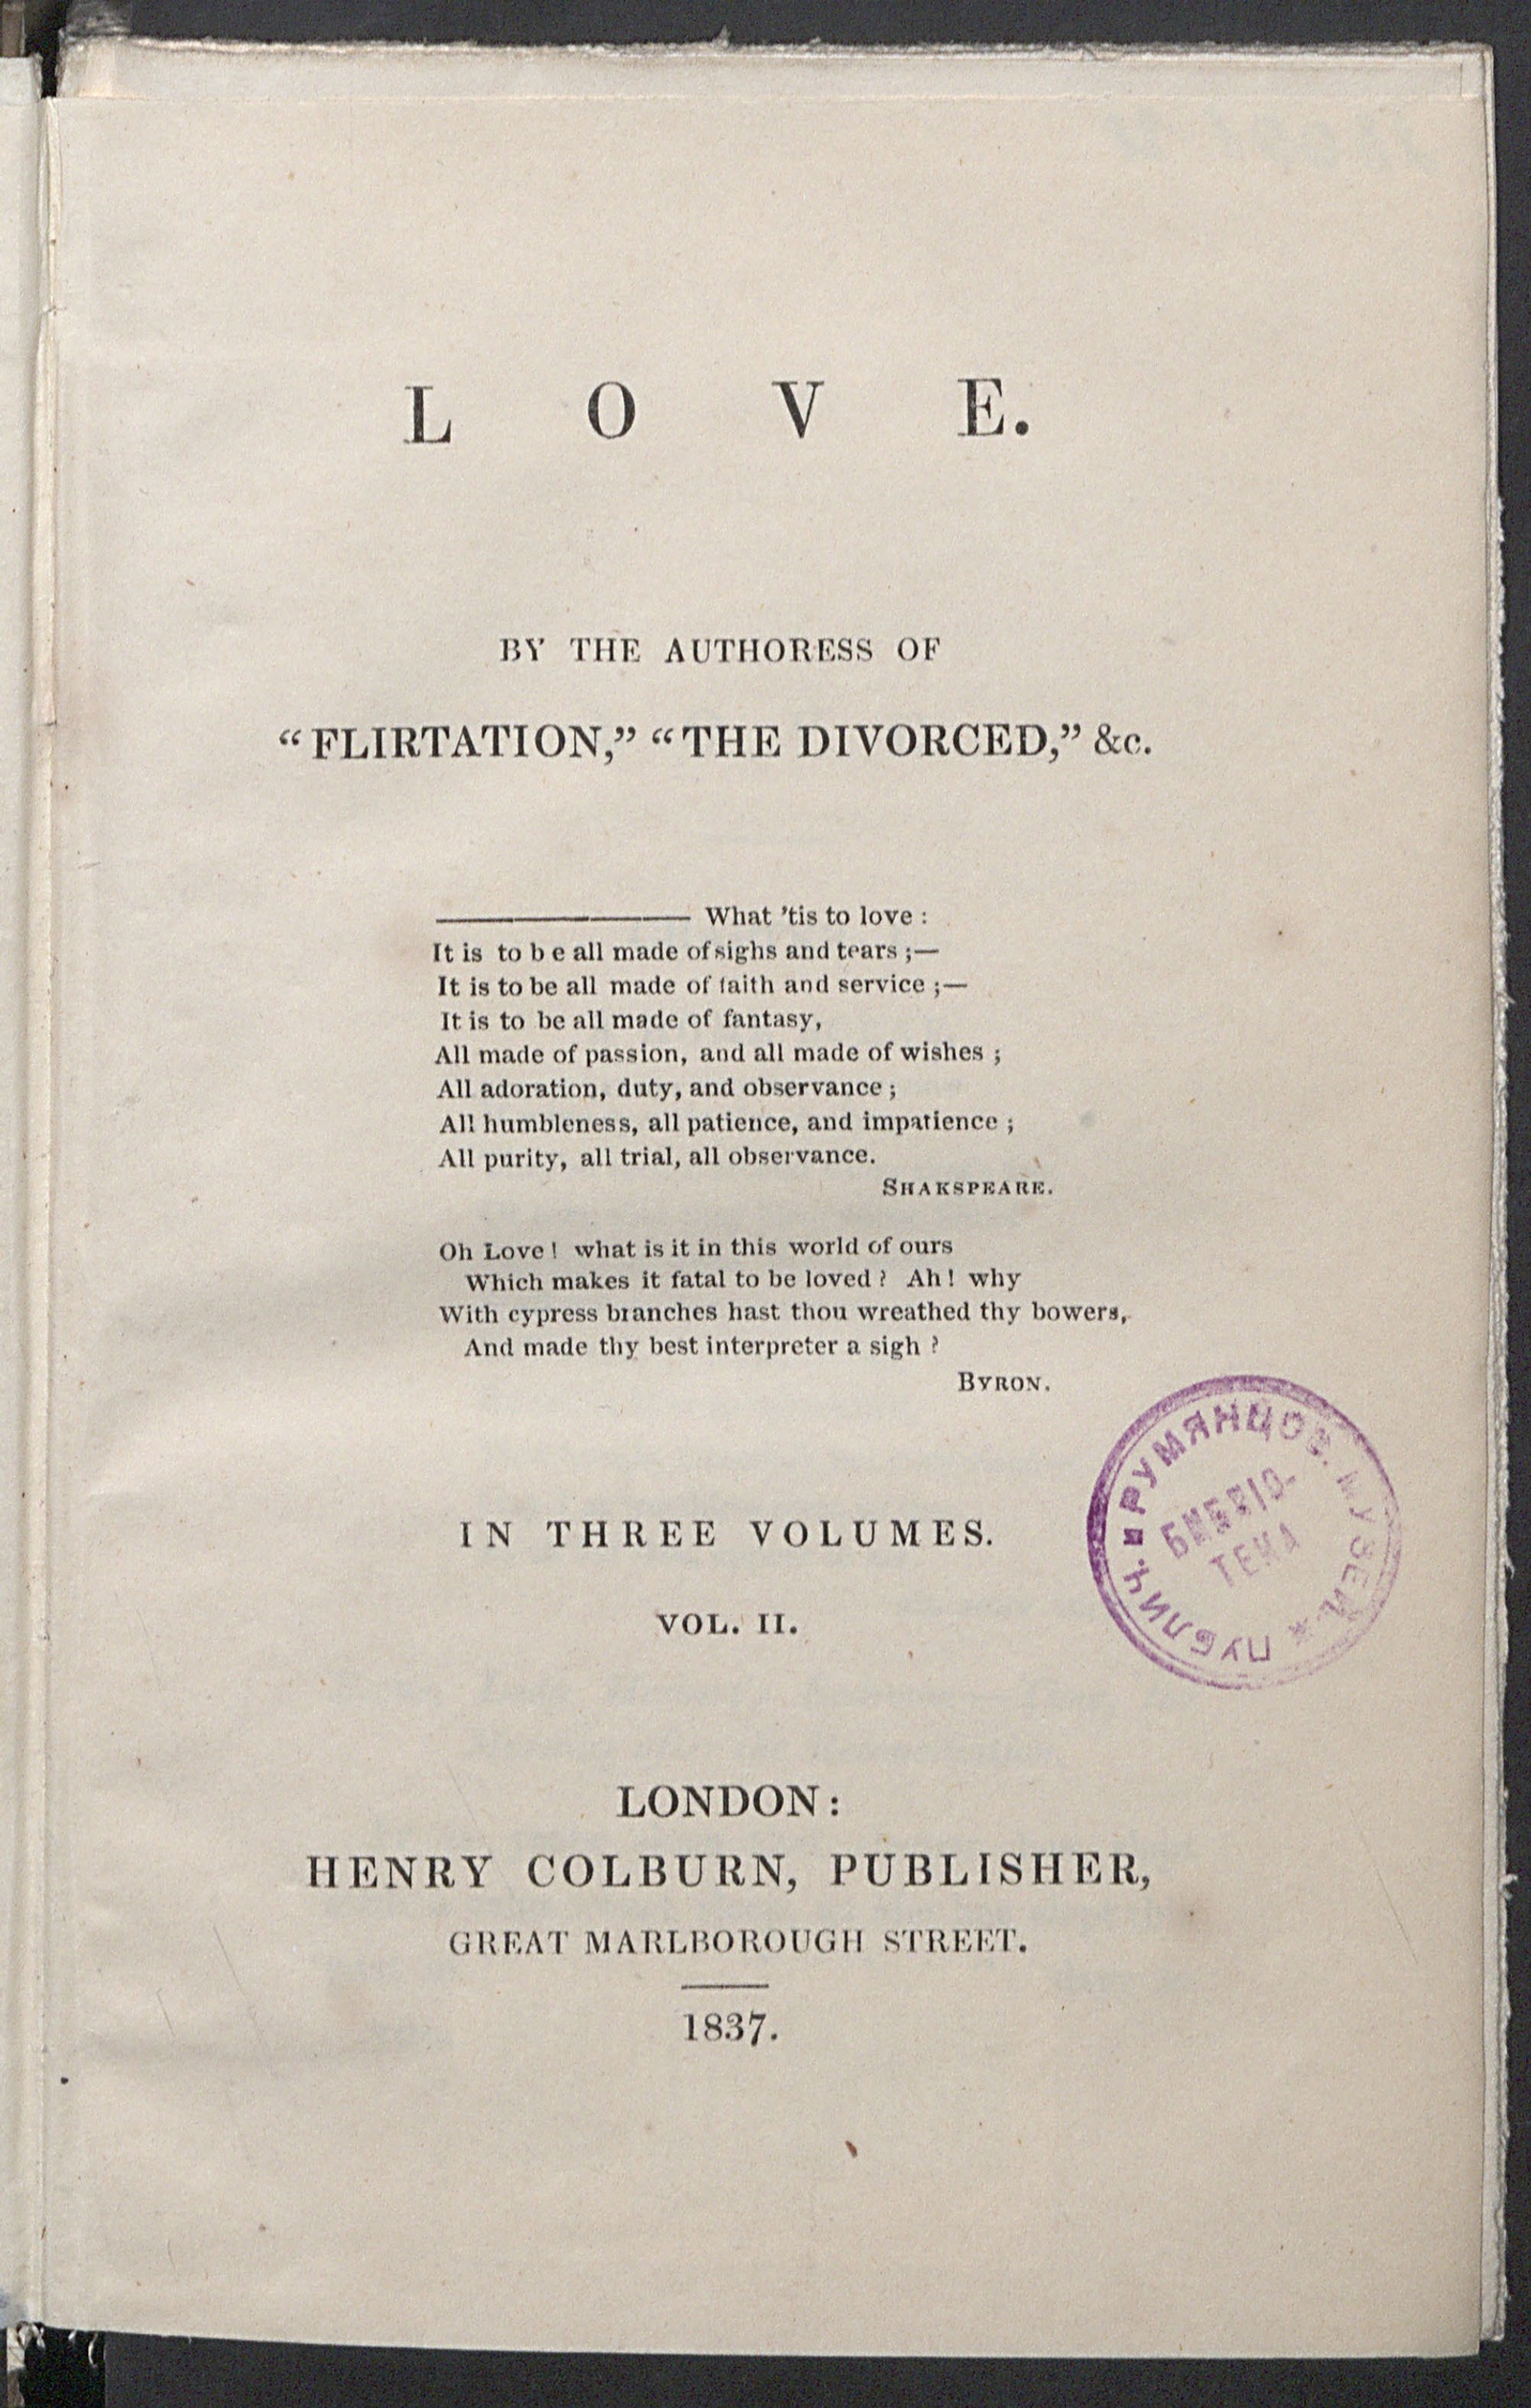 L O V E.
BY THE AUTHORESS OF
“FLIRTATION,” “THE DIVORCED,” &c.
——— What ’tis to love :
It is to b e all made of sighs and tears ;—
It is to be all made of faith and service ;—
It is to be all made of fantasy,
All made of passion, and all made of wishes ;
All adoration, duty, and observance ;
All humbleness, all patience, and impatience ;
All purity, all trial, all observance.
SHAKSPEARE.
Oh Love ! what is it in this world of ours
Which makes it fatal to be loved ? Ah ! why
With cypress branches hast thou wreathed thy bowers,
And made thy best interpreter a sigh ?
BYRON.
IN THREE VOLUMES.
VOL. II.
ПУБЛИЧ. и РУМЯНЦОВ. МУЗЕИ *
БИБЛІО-
ТЕКА
LONDON :
HENRY COLBURN, PUBLISHER,
GREAT MARLBOROUGH STREET.
1837.